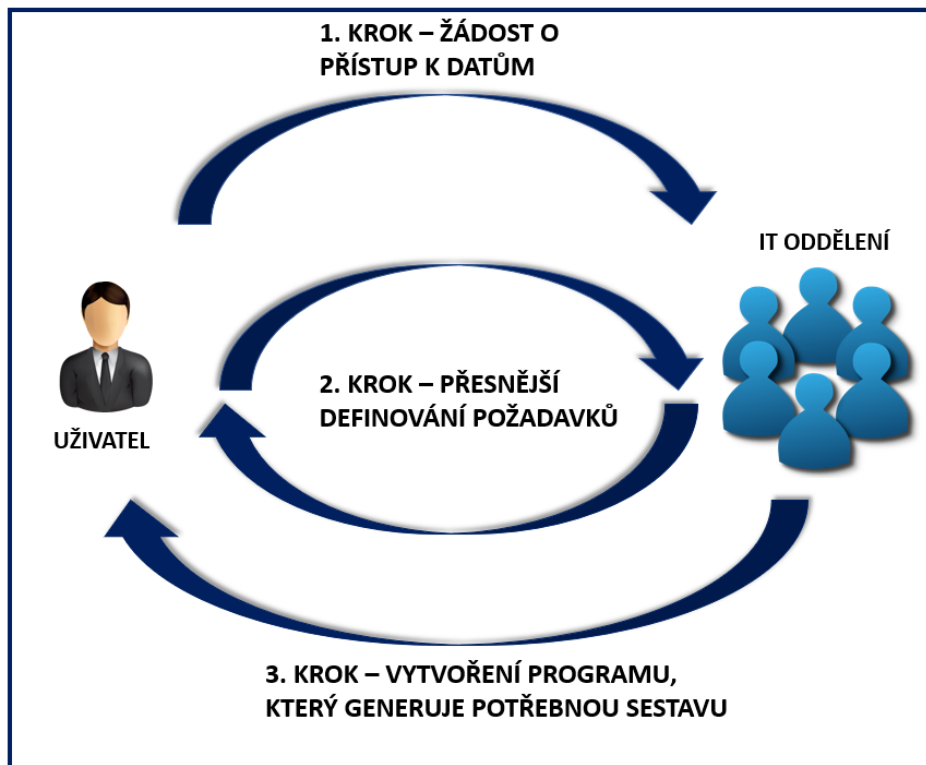 1. KROK – ŽÁDOST O
PŘÍSTUP K DATŮM
IT ODDĚLENÍ
2. KROK – PŘESNĚJŠÍ
DEFINOVÁNÍ POŽADAVKŮ
UŽIVATEL
3. KROK – VYTVOŘENÍ PROGRAMU,
KTERÝ GENERUJE POTŘEBNOU SESTAVU